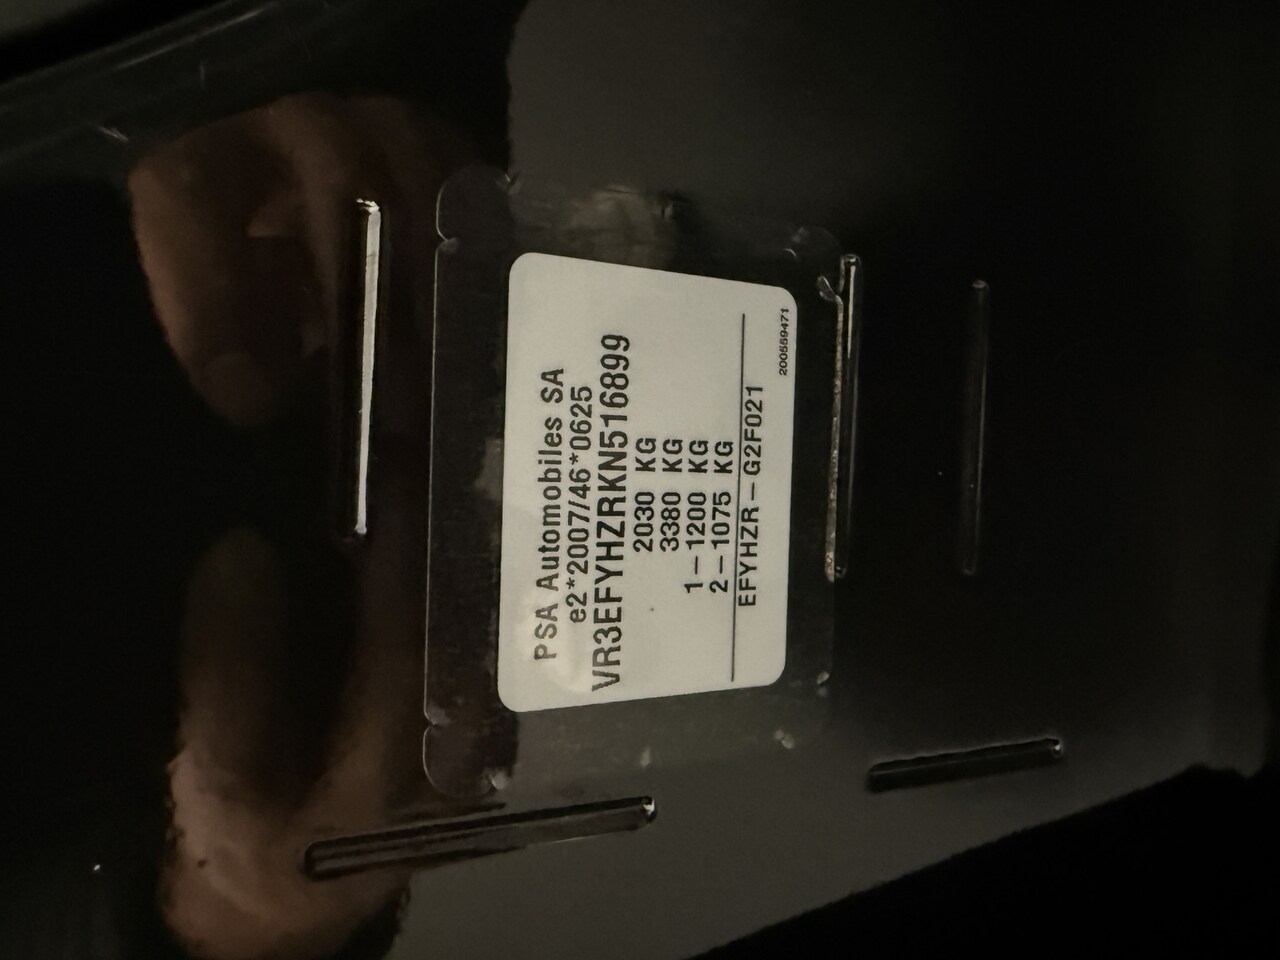 PSA Automobiles SA
e2*2007/46*0625
VR3EFYHZRKN516899
2030 KG
3380 KG
1-1200 KG
2-1075 KG
EFYHZR-G2F021
200559471